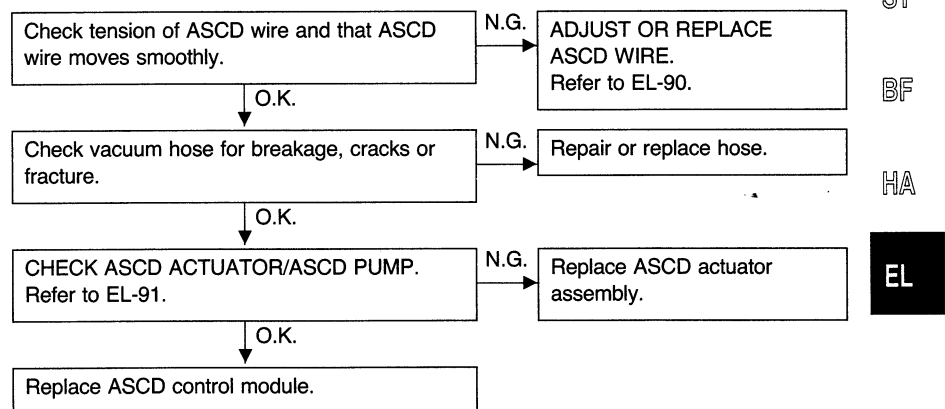 Check tension of ASCD wire and that ASCD
wire moves smoothly.
N.G.
ADJUST OR REPLACE
ASCD WIRE.
Refer to EL-90.
O.K.
Check vacuum hose for breakage, cracks or
fracture.
N.G.
Repair or replace hose.
O.K.
CHECK ASCD ACTUATOR/ASCD PUMP.
Refer to EL-91.
N.G.
Replace ASCD actuator
assembly.
O.K.
Replace ASCD control module.
BF
HA
EL